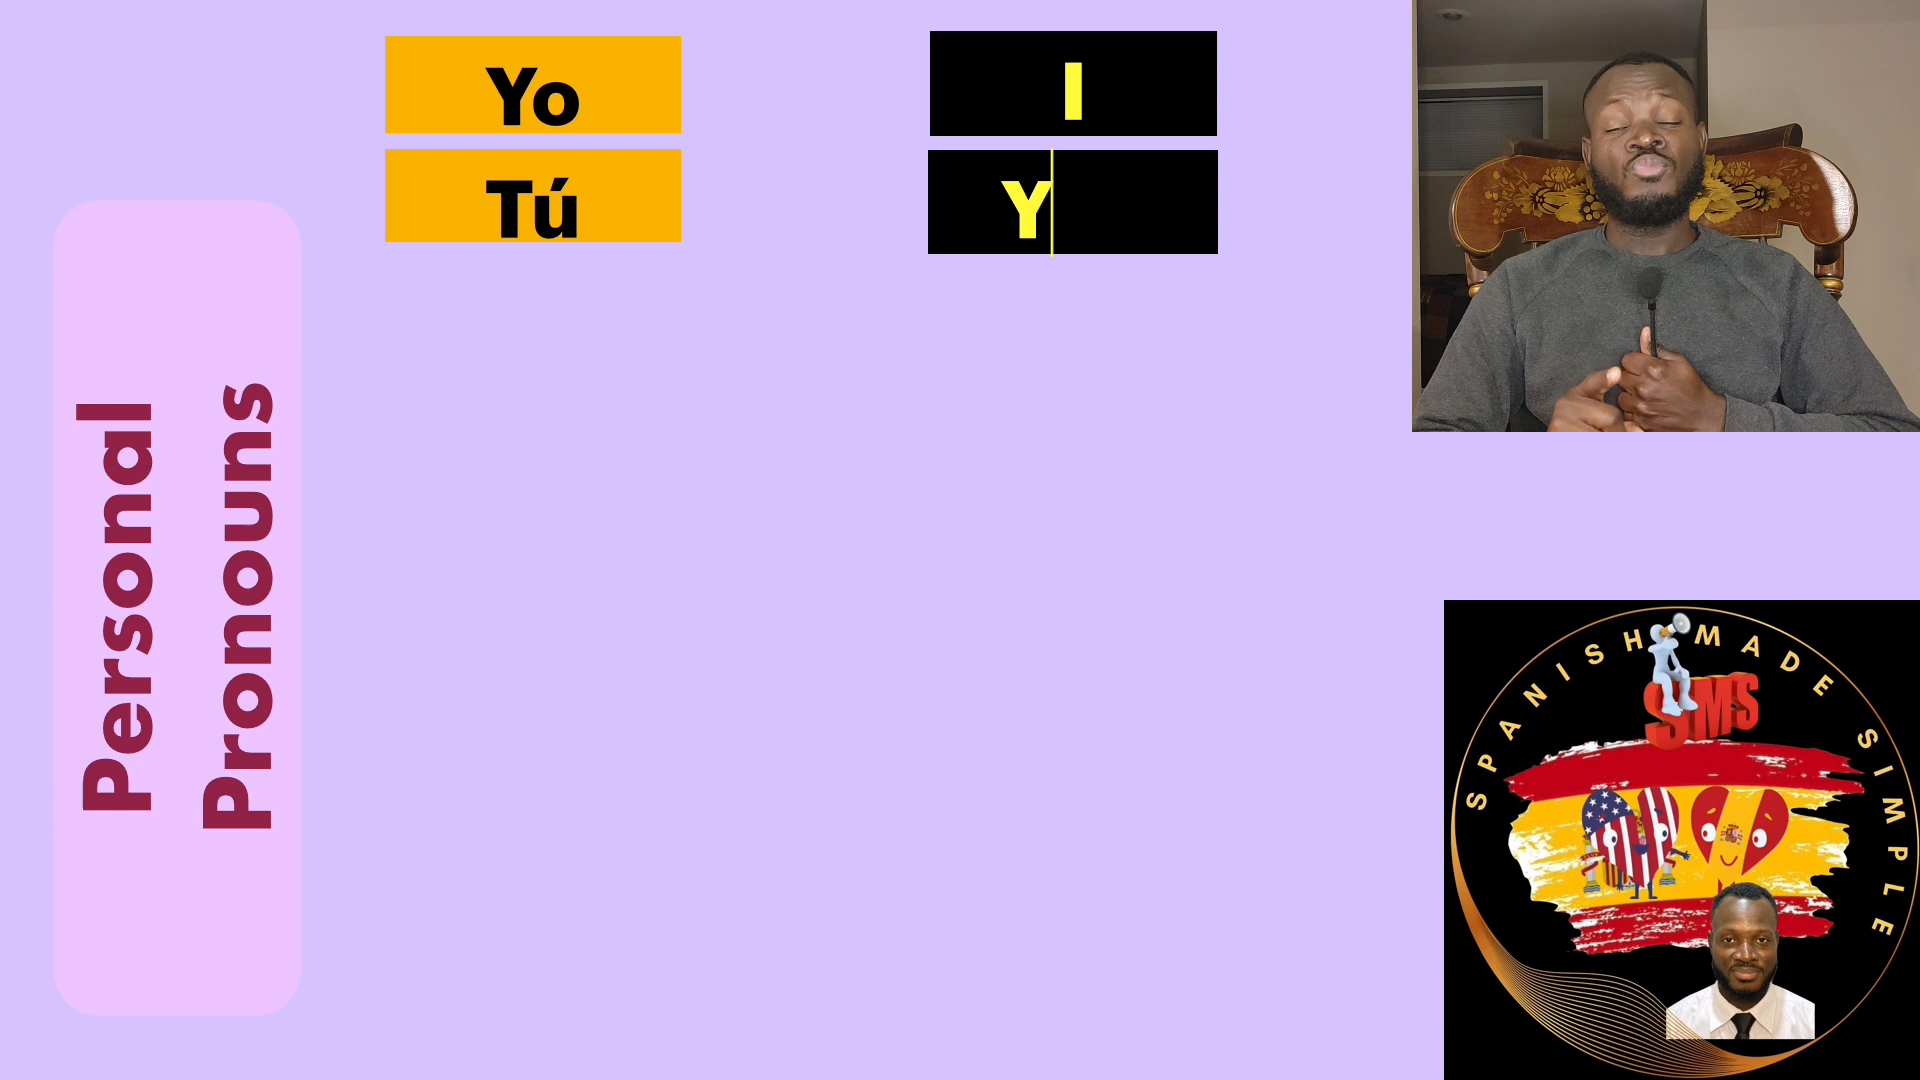 Personal
Pronouns
Yo
I
Tú
Y
SPANISH MADE SIMPLE
SMS